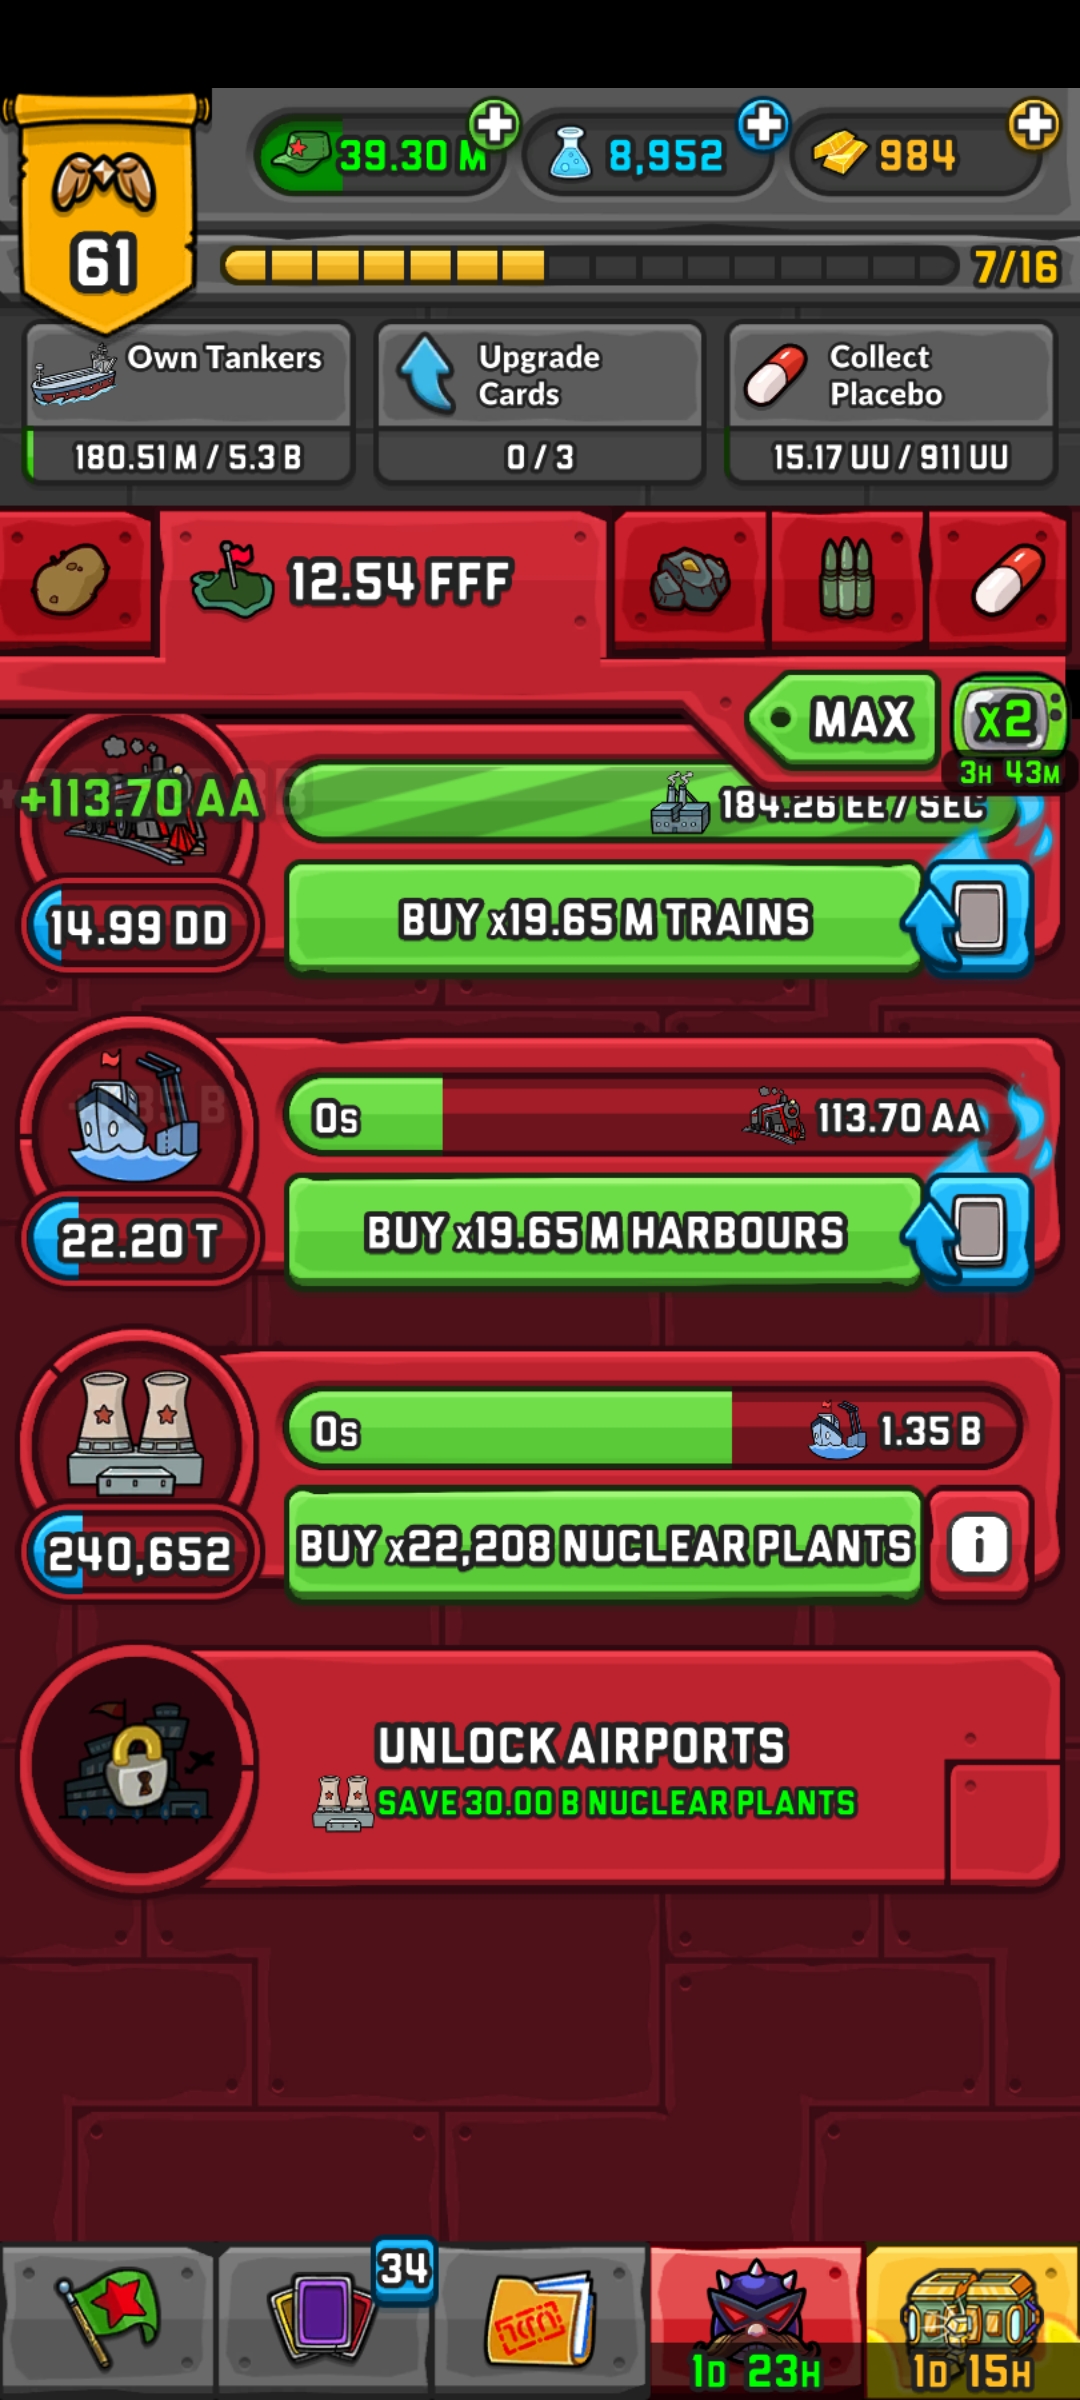 39.30 M
8,952
984
61
7/16
Own Tankers
180.51 M / 5.3 B
Upgrade
Cards
0 / 3
Collect
Placebo
15.17 UU / 911 UU
12.54 FFF
MAX
x2
3H 43M
+113.70 AA
184.26 EE / SEC
14.99 DD
BUY x19.65 M TRAINS
0s
113.70 AA
22.20 T
BUY x19.65 M HARBOURS
0s
1.35 B
240,652
BUY x22,208 NUCLEAR PLANTS
i
UNLOCK AIRPORTS
SAVE 30.00 B NUCLEAR PLANTS
34
1D 23H
1D 15H